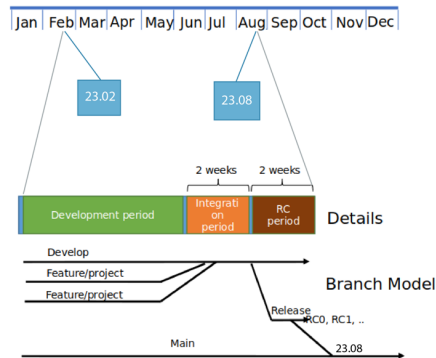 Jan Feb Mar Apr May Jun Jul Aug Sep Oct Nov Dec
23.02
23.08
2 weeks 2 weeks
Development period
Integrati
on
period
RC
period
Details
Develop
Feature/project
Feature/project
Branch Model
Release
RC0, RC1, ..
Main
23.08